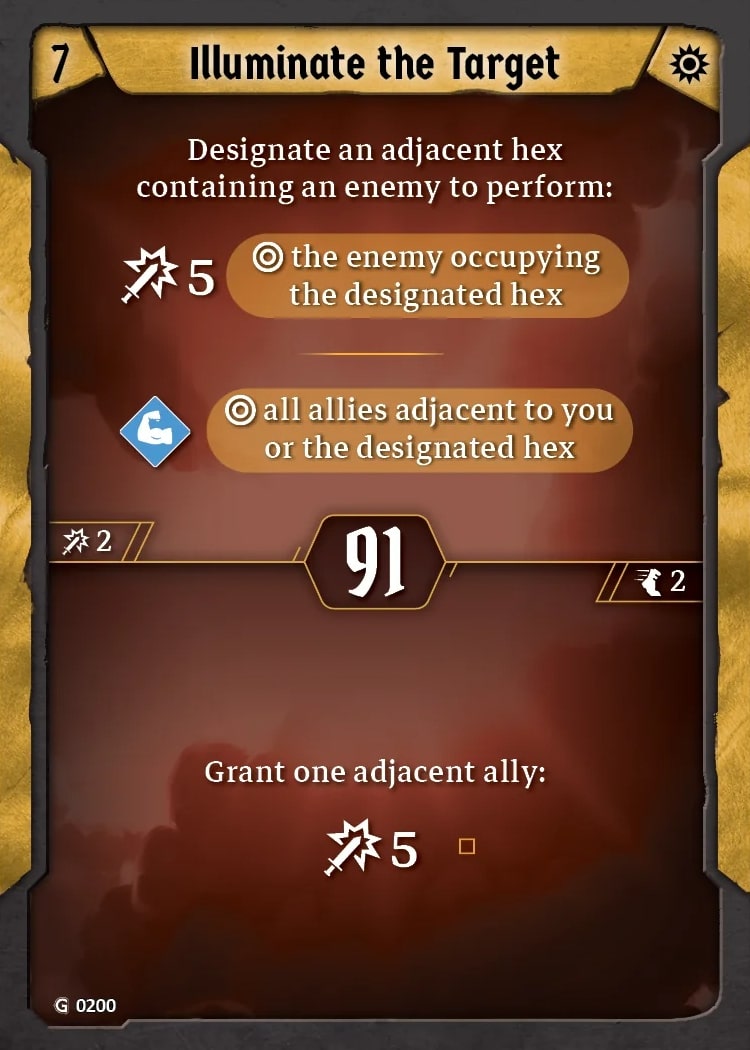 7 Illuminate the Target
Designate an adjacent hex
containing an enemy to perform:
5 the enemy occupying
the designated hex
all allies adjacent to you
or the designated hex
2
91
2
Grant one adjacent ally:
5
G 0200